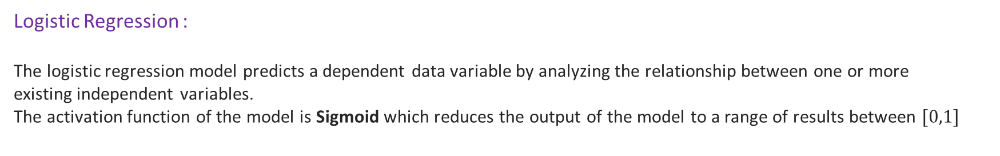 Logistic Regression :
The logistic regression model predicts a dependent data variable by analyzing the relationship between one or more
existing independent variables.
The activation function of the model is Sigmoid which reduces the output of the model to a range of results between [0,1]